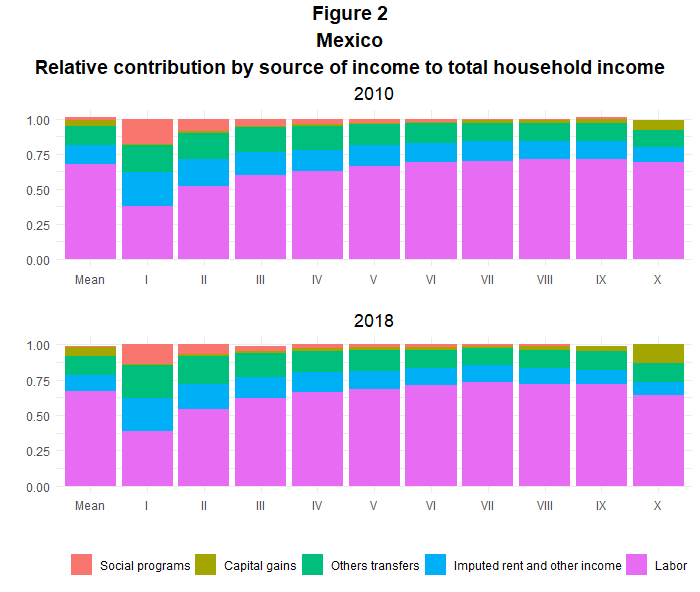 Figure 2
Mexico
Relative contribution by source of income to total household income
2010
1.00
0.75
0.50
0.25
0.00
Mean I II III IV V VI VII VIII IX X
2018
1.00
0.75
0.50
0.25
0.00
Mean I II III IV V VI VII VIII IX X
Social programs Capital gains Others transfers Imputed rent and other income Labor